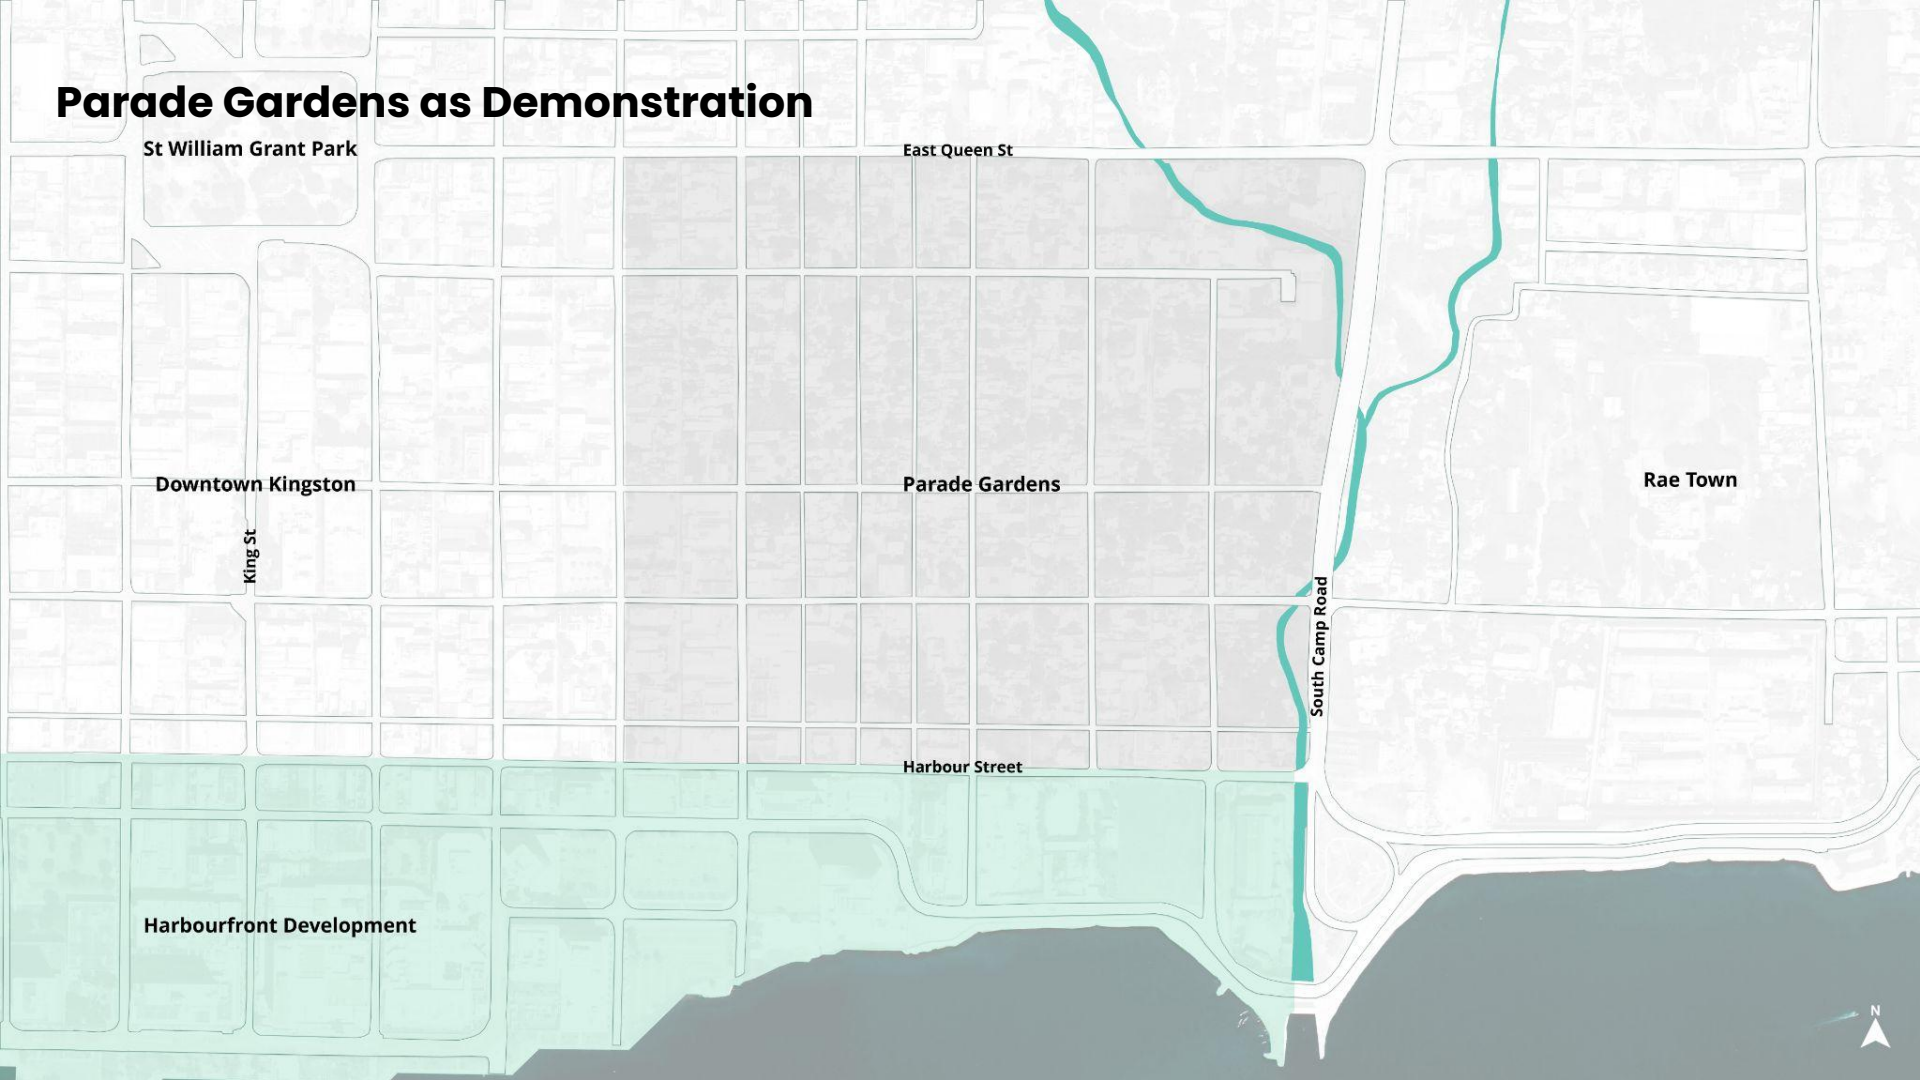 Parade Gardens as Demonstration
St William Grant Park
East Queen St
Downtown Kingston
Parade Gardens
Rae Town
King St
South Camp Road
Harbour Street
Harbourfront Development
N